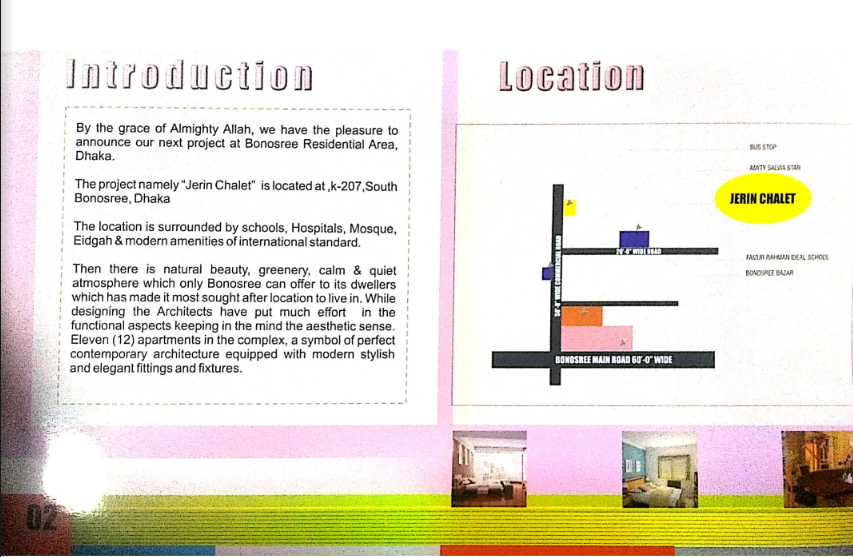 Introduction
By the grace of Almighty Allah, we have the pleasure to
announce our next project at Bonosree Residential Area,
Dhaka.
The project namely "Jerin Chalet" is located at ,k-207,South
Bonosree, Dhaka
The location is surrounded by schools, Hospitals, Mosque,
Eidgah & modern amenities of international standard.
Then there is natural beauty, greenery, calm & quiet
atmosphere which only Bonosree can offer to its dwellers
which has made it most sought after location to live in. While
designing the Architects have put much effort in the
functional aspects keeping in the mind the aesthetic sense.
Eleven (12) apartments in the complex, a symbol of perfect
contemporary architecture equipped with modern stylish
and elegant fittings and fixtures.
02
Location
BUS STOP
AMITY SALVIA STAR
JERIN CHALET
FAIZUR RAHMAN IDEAL SCHOOL
BONOSREE BAZAR
WIDE ROAD
WIDE COMMERCIAL ROAD
BONOSREE MAIN ROAD 60'-0" WIDE